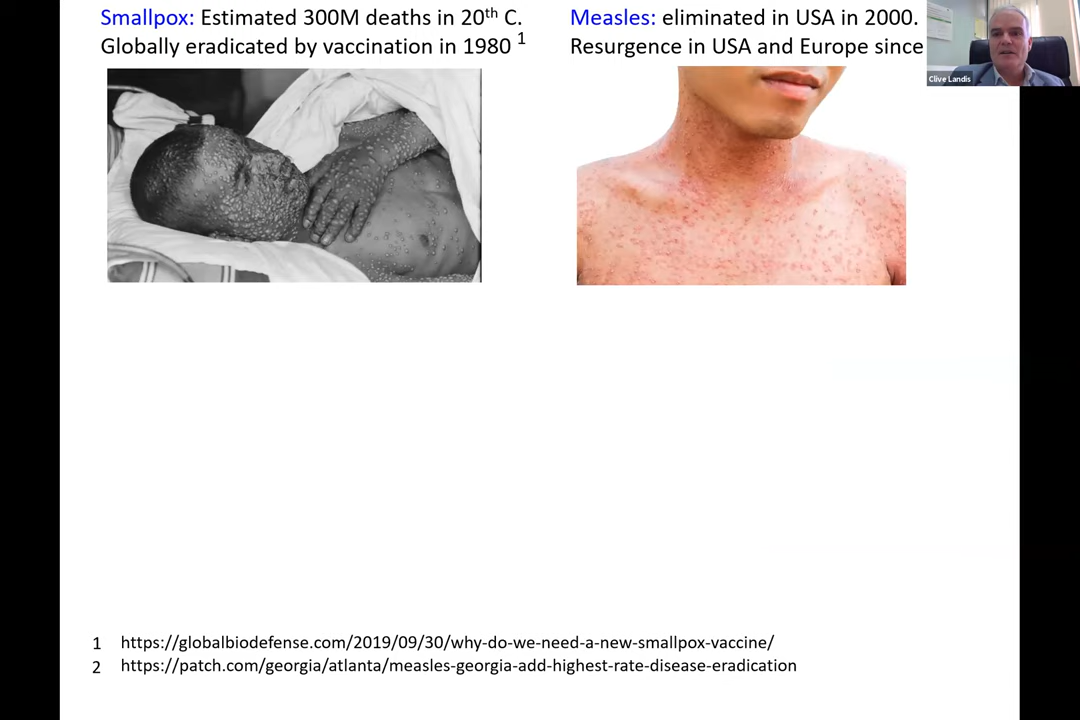 Smallpox: Estimated 300M deaths in 20th C.
Globally eradicated by vaccination in 1980 1
Measles: eliminated in USA in 2000.
Resurgence in USA and Europe since
Clive Landis
1 https://globalbiodefense.com/2019/09/30/why-do-we-need-a-new-smallpox-vaccine/
2 https://patch.com/georgia/atlanta/measles-georgia-add-highest-rate-disease-eradication